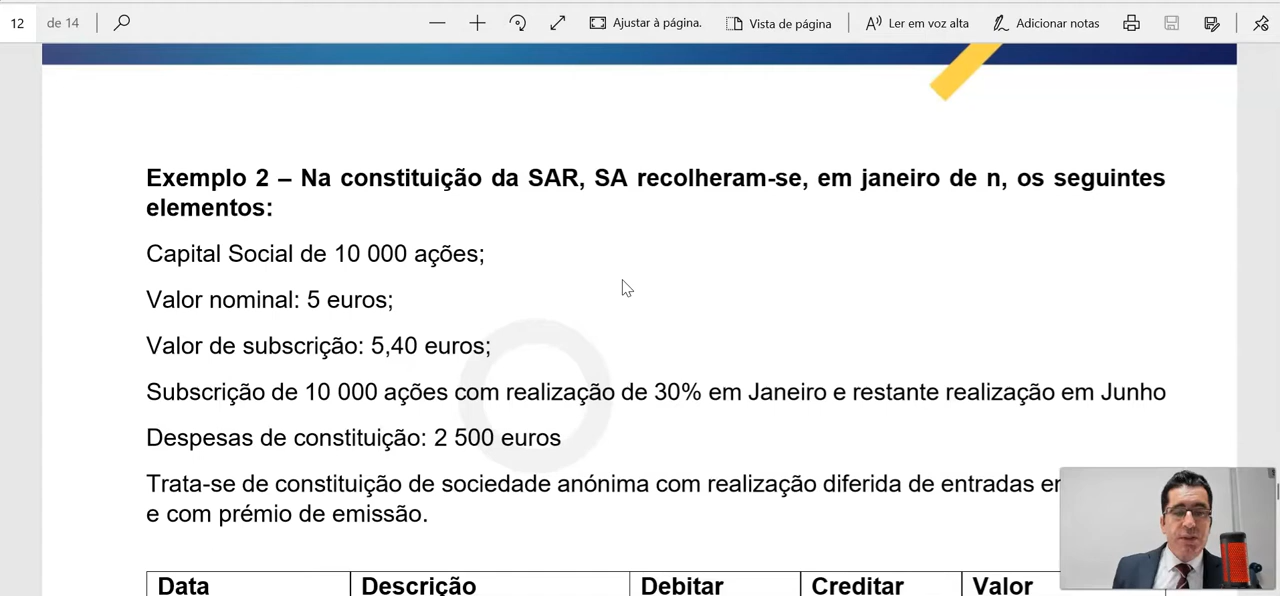 12 de 14 Ajustar à página. Vista de página Ler em voz alta Adicionar notas
Exemplo 2 – Na constituição da SAR, SA recolheram-se, em janeiro de n, os seguintes
elementos:
Capital Social de 10 000 ações;
Valor nominal: 5 euros;
Valor de subscrição: 5,40 euros;
Subscrição de 10 000 ações com realização de 30% em Janeiro e restante realização em Junho
Despesas de constituição: 2 500 euros
Trata-se de constituição de sociedade anónima com realização diferida de entradas
e com prémio de emissão.
Data Descrição Debitar Creditar Valor